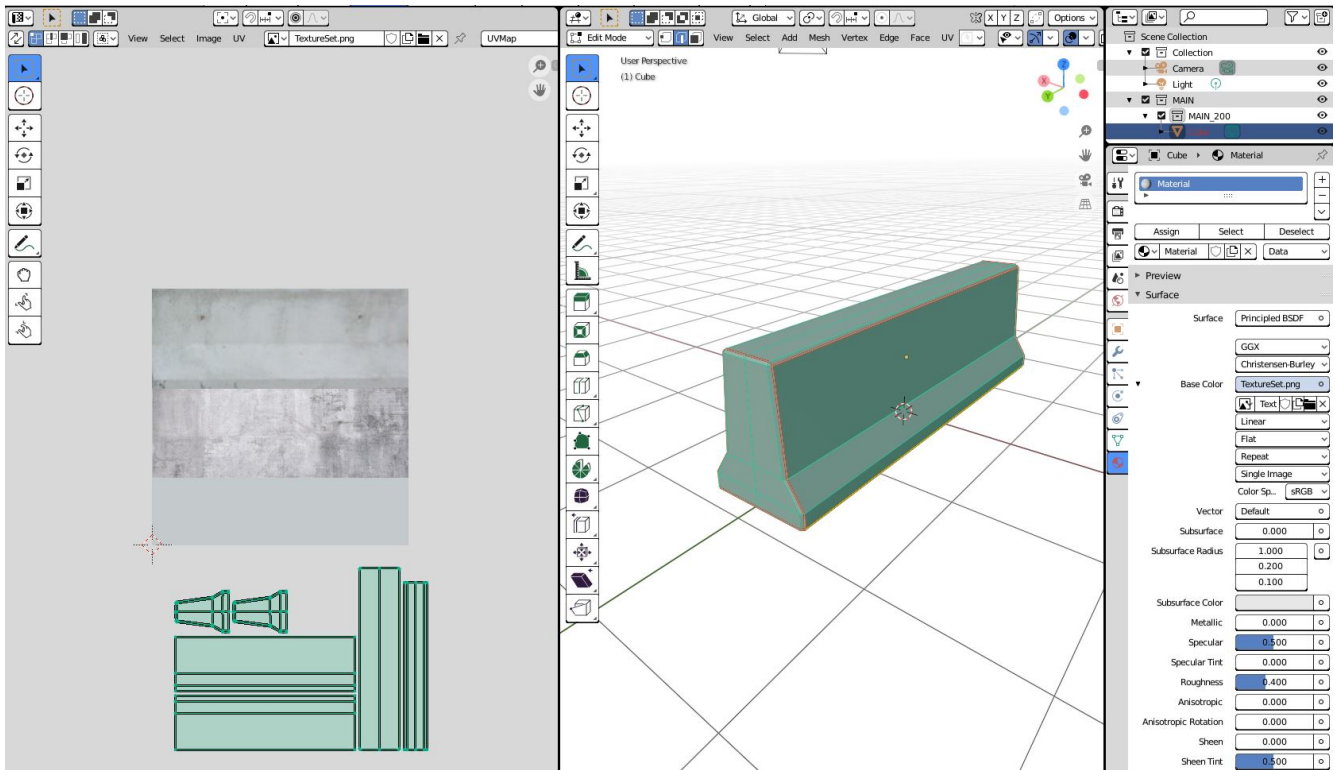 Global
Options
X Y Z
View Select Image UV
TextureSet.png
UVMap
Edit Mode
View Select Add Mesh Vertex Edge Face UV
User Perspective
(1) Cube
X
Y
Z
Scene Collection
Collection
Camera
Light
MAIN
MAIN_200
Cube
Material
Material
Assign
Select
Deselect
Material
Data
Preview
Surface
Surface
Principled BSDF
GGX
Christensen-Burley
Base Color
TextureSet.png
Text
Linear
Flat
Repeat
Single Image
Color Sp...
sRGB
Vector
Default
Subsurface
0.000
Subsurface Radius
1.000
0.200
0.100
Subsurface Color
Metallic
0.000
Specular
0.500
Specular Tint
0.000
Roughness
0.400
Anisotropic
0.000
Anisotropic Rotation
0.000
Sheen
0.000
Sheen Tint
0.500